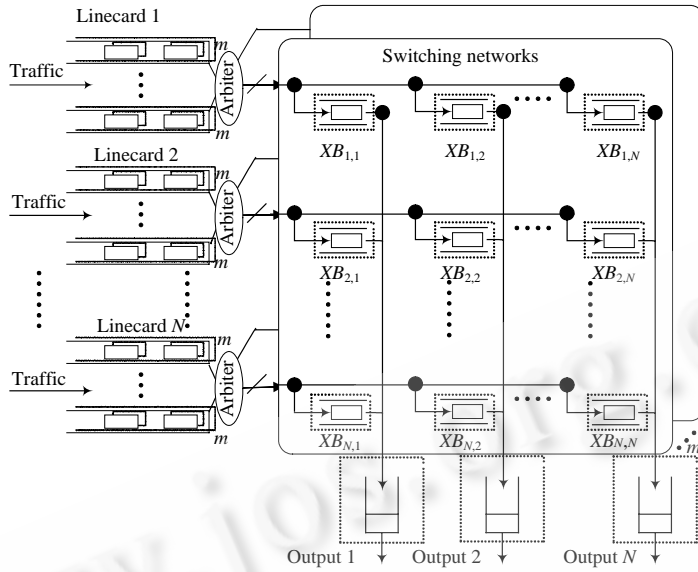 Linecard 1
m
Switching networks
Traffic
Arbiter
m
XB1,1
XB1,2
XB1,N
Linecard 2
m
Traffic
Arbiter
m
XB2,1
XB2,2
XB2,N
Linecard N
m
Traffic
Arbiter
m
XBN,1
XBN,2
XBN,N
m
Output 1
Output 2
Output N